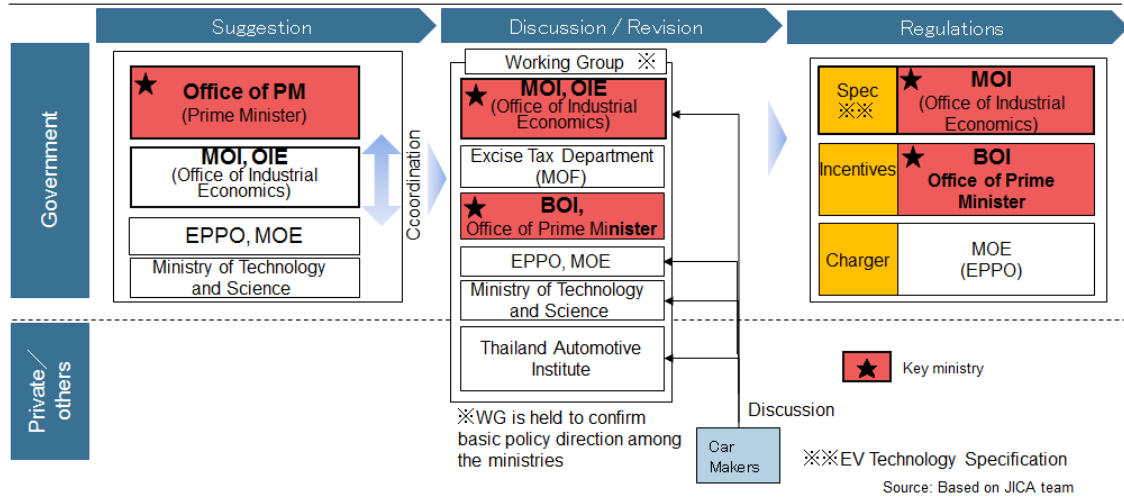 Suggestion
Discussion / Revision
Regulations
Government
★
Office of PM
(Prime Minister)
MOI, OIE
(Office of Industrial
Economics)
EPPO, MOE
Ministry of Technology
and Science
Ccoordination
Working Group ※
★
MOI, OIE
(Office of Industrial
Economics)
Excise Tax Department
(MOF)
★
BOI,
Office of Prime Minister
EPPO, MOE
Ministry of Technology
and Science
Thailand Automotive
Institute
Spec
※※
★
MOI
(Office of Industrial
Economics)
Incentives
★
BOI
Office of Prime
Minister
Charger
MOE
(EPPO)
Private/
others
※WG is held to confirm
basic policy direction among
the ministries
Discussion
Car
Makers
★
Key ministry
※※EV Technology Specification
Source: Based on JICA team